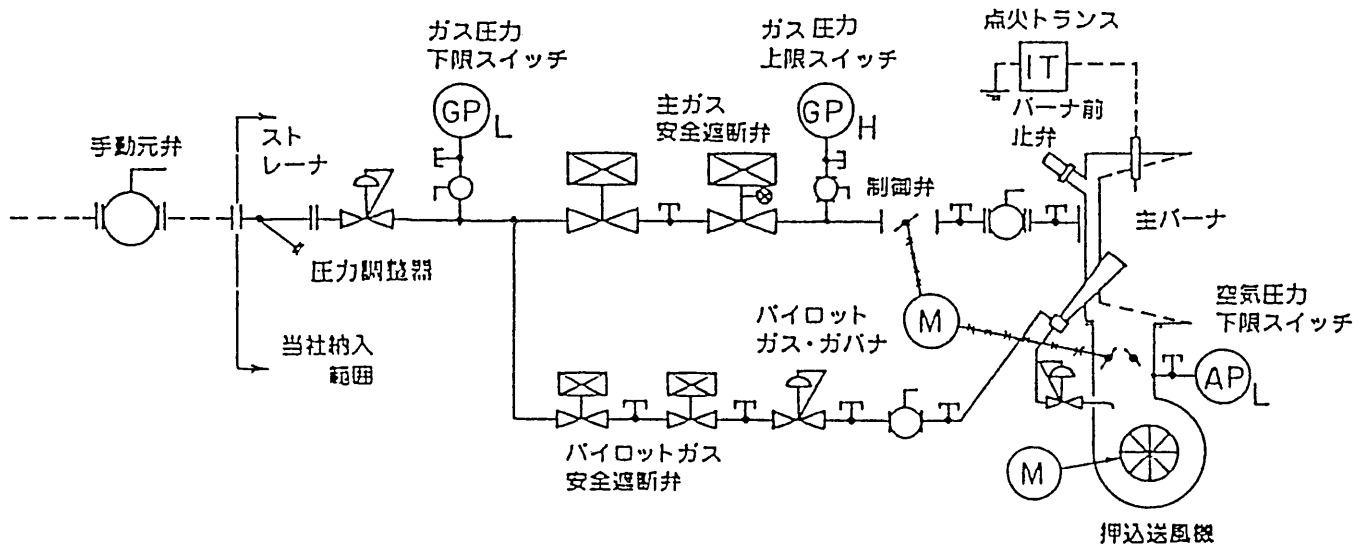 ガス圧力
下限スイッチ
GP
L
ガス圧力
上限スイッチ
GP
H
点火トランス
IT
バーナ前
止弁
主ガス
安全遮断弁
手動元弁
スト
レーナ
制御弁
主バーナ
圧力調整器
当社納入
範囲
パイロット
ガス・ガバナ
M
空気圧力
下限スイッチ
AP
L
パイロットガス
安全遮断弁
M
押込送風機